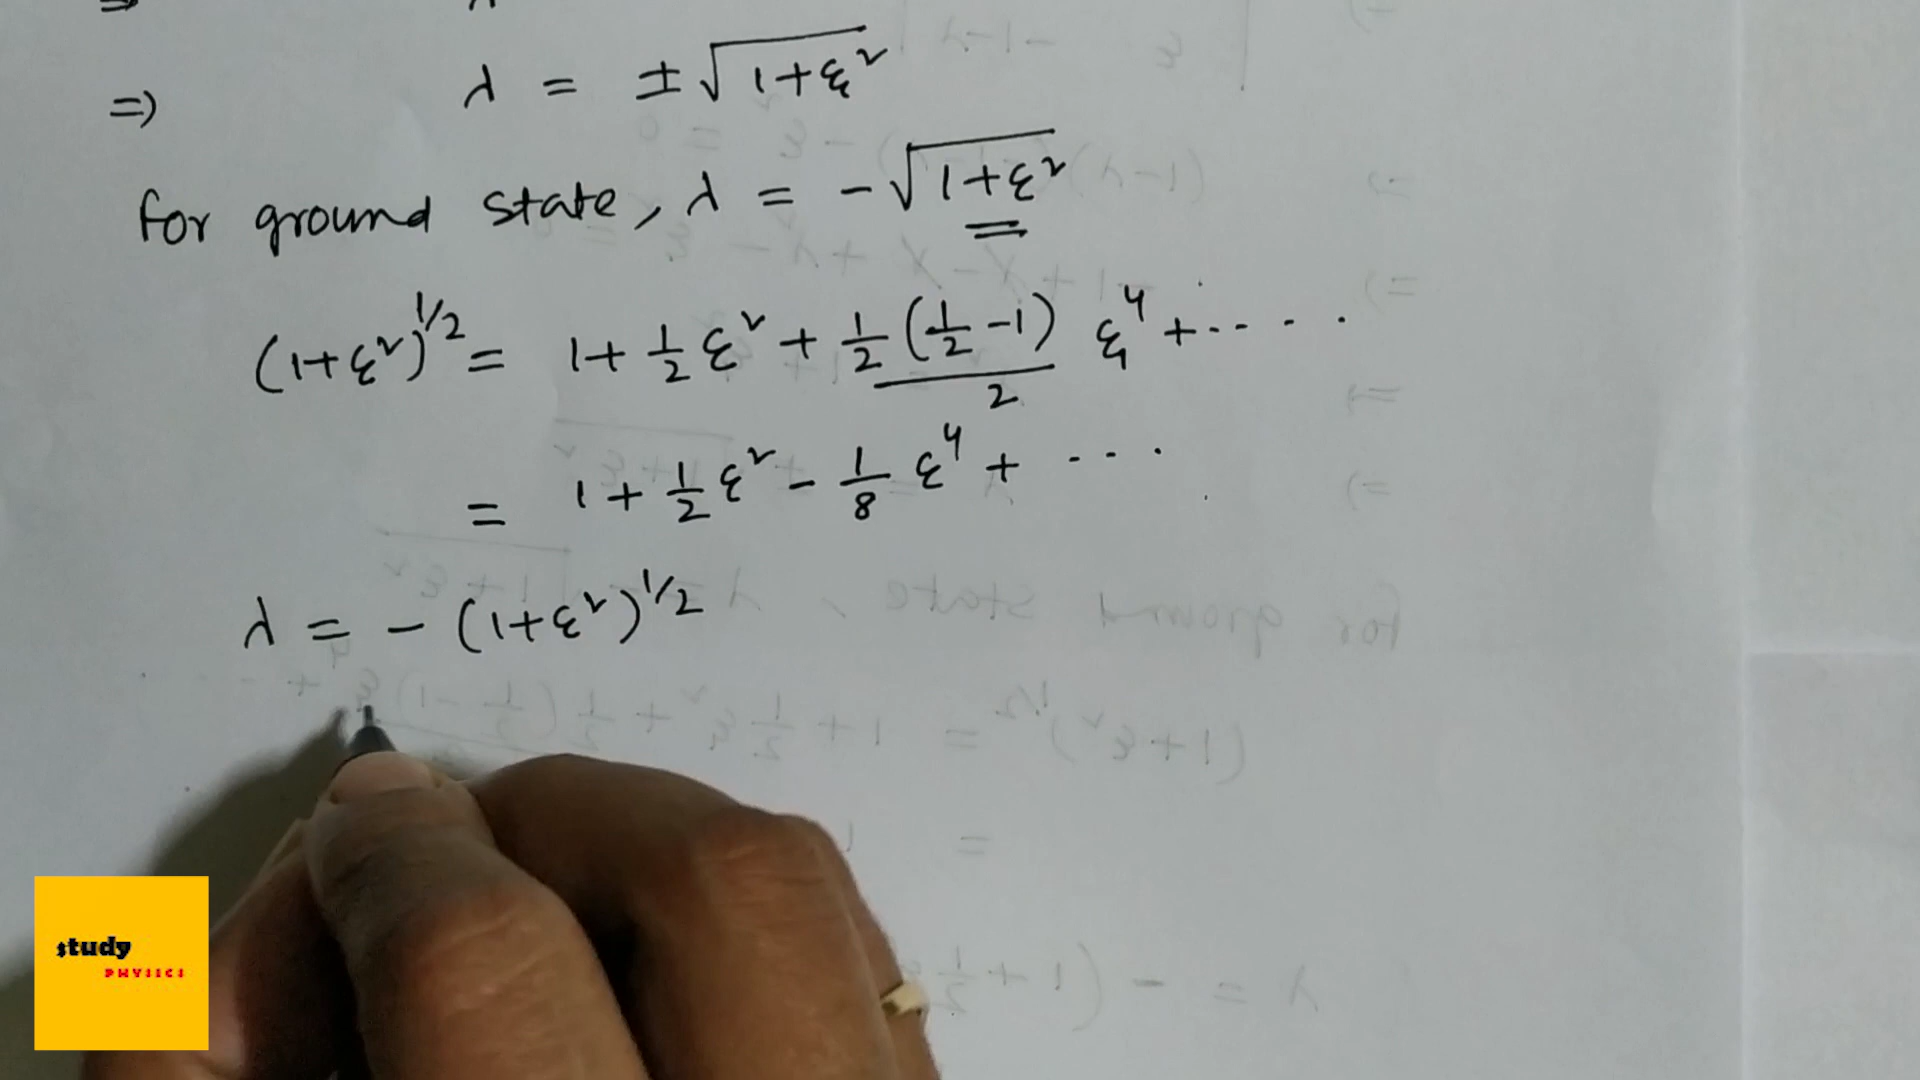 => λ = ±√1+ε²
for ground state, λ = -√1+ε²
(1+ε²)^1/2 = 1 + 1/2 ε² + 1/2 (1/2 -1)/2 ε⁴ + ......
= 1 + 1/2 ε² - 1/8 ε⁴ + ....
λ = - (1+ε²)^1/2
study
PHYSICS